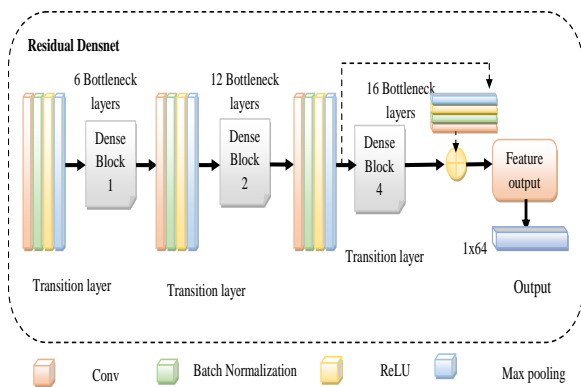 Residual Densnet
6 Bottleneck
layers
12 Bottleneck
layers
16 Bottleneck
layers
Dense
Block
1
Dense
Block
2
Dense
Block
4
Feature
output
1x64
Transition layer
Transition layer
Transition layer
Output
Conv
Batch Normalization
ReLU
Max pooling